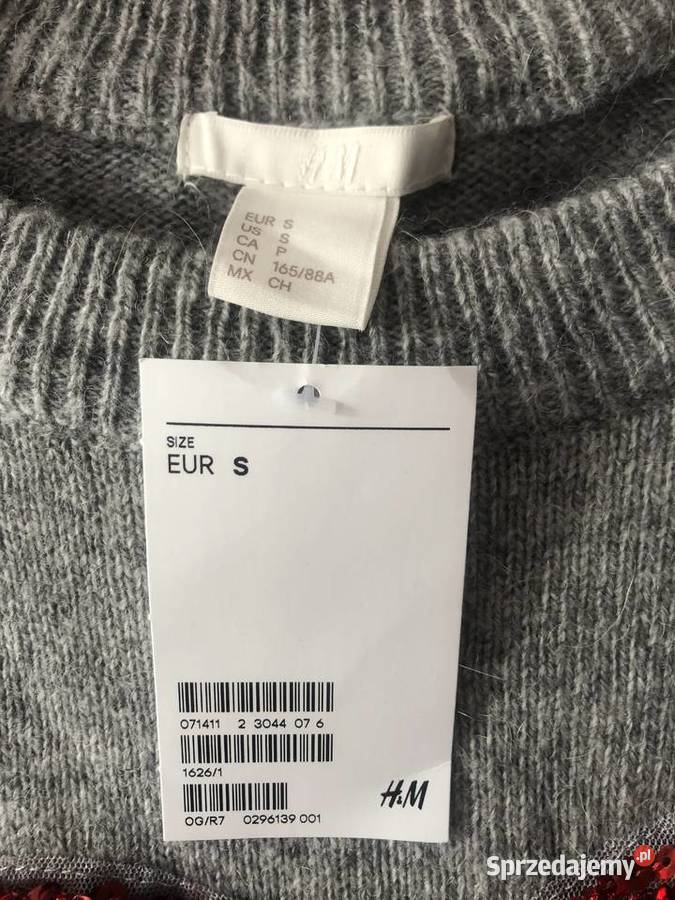 H&M
EUR S
US S
CA P
CN 165/88A
MX CH
SIZE
EUR S
071411 2 3044 07 6
1626/1
OG/R7 0296139 001
H&M
Sprzedajemy.pl